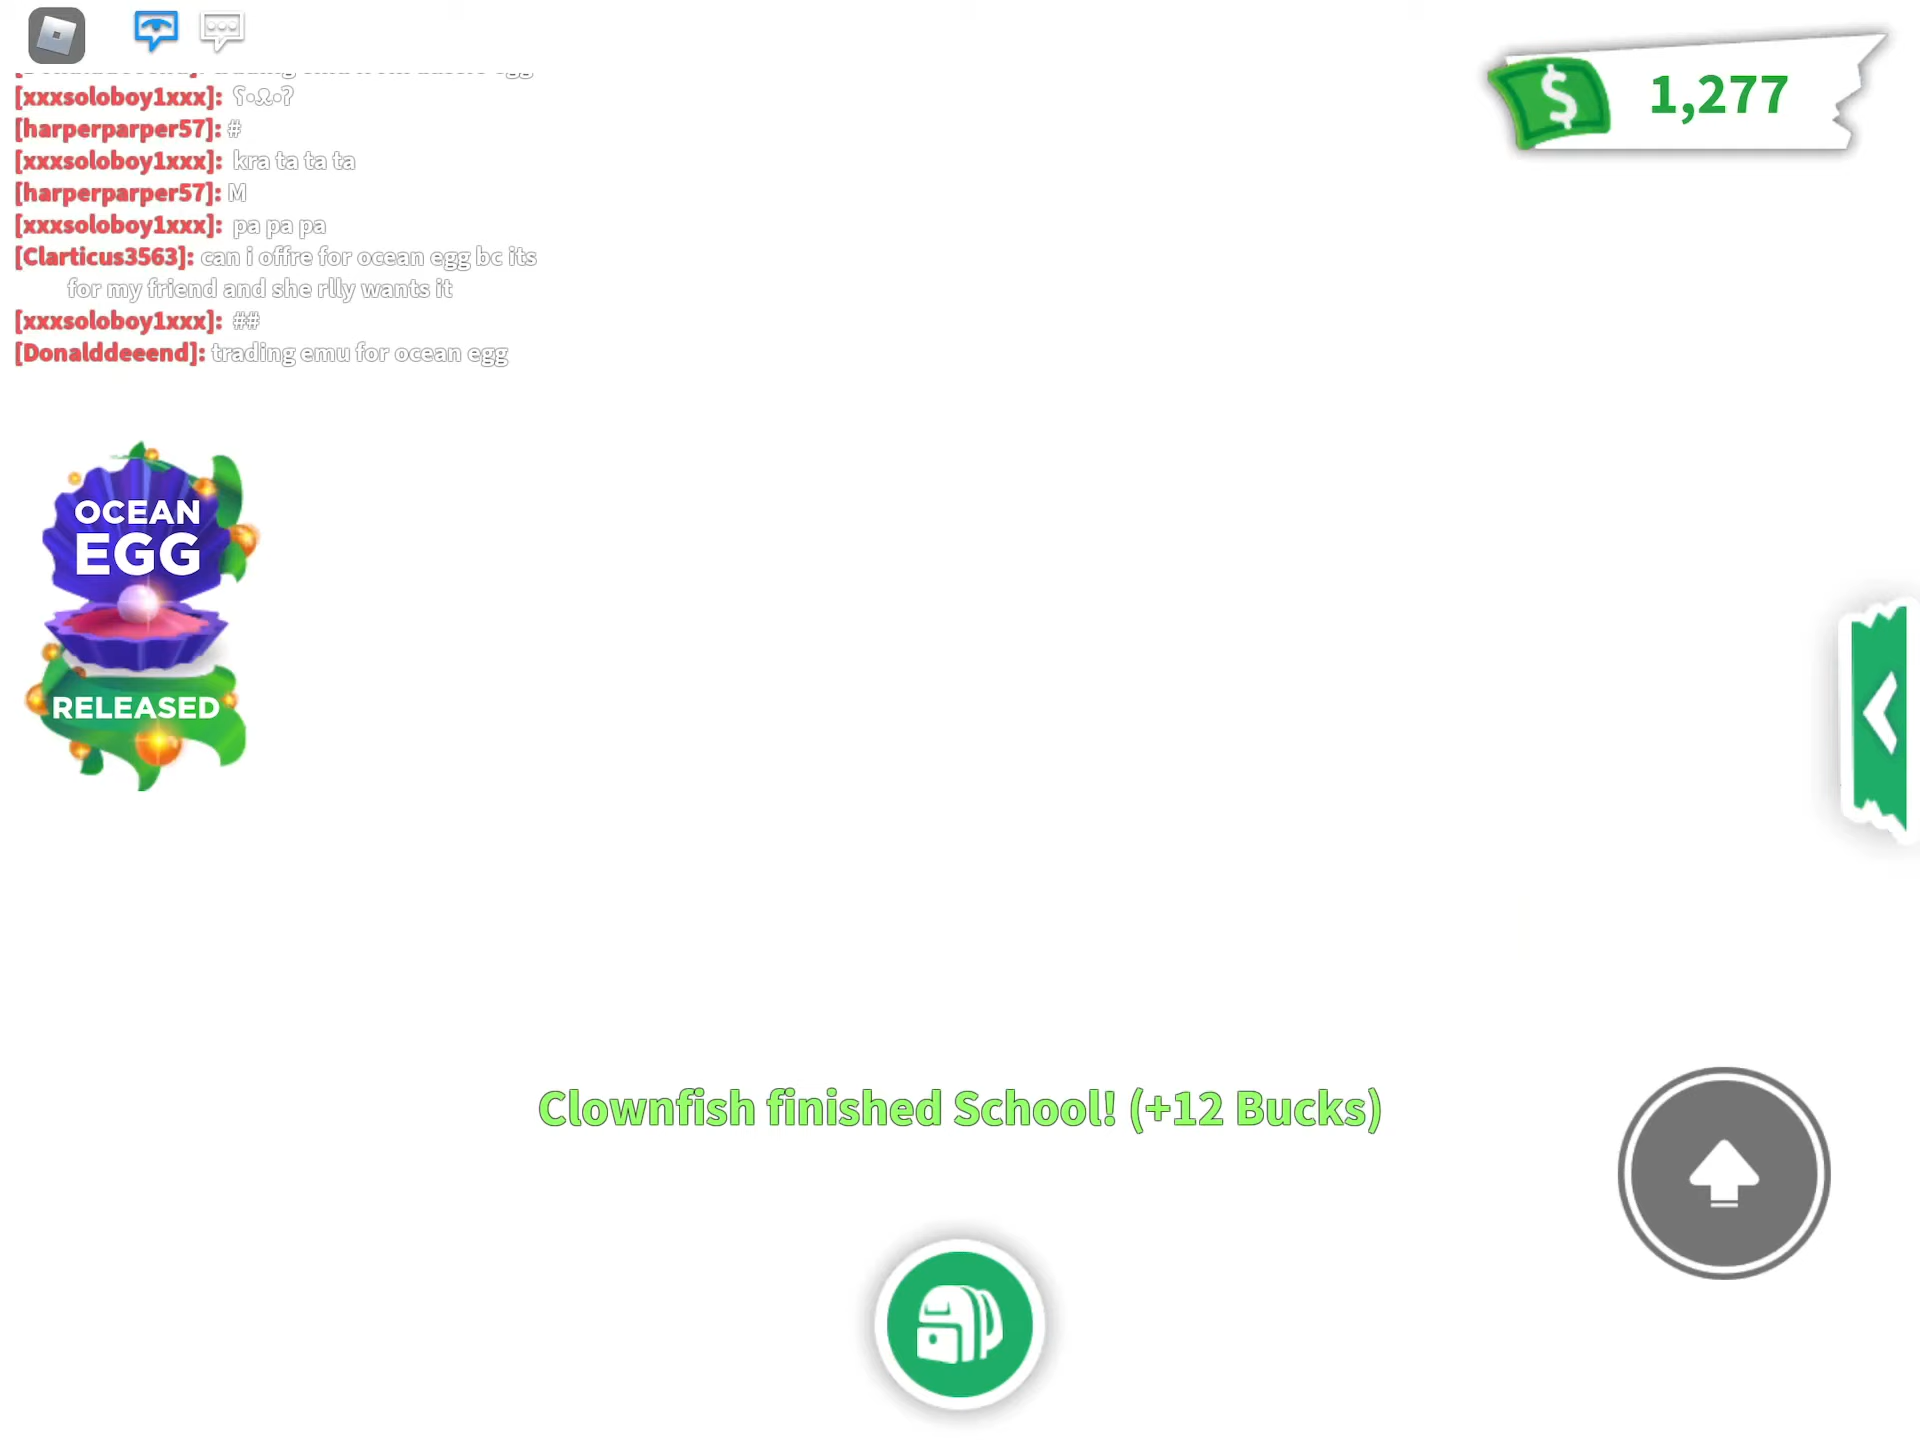 [xxxsoloboy1xxx]: ʕ•ᴥ•ʔ
[harperparper57]: #
[xxxsoloboy1xxx]: kra ta ta ta
[harperparper57]: M
[xxxsoloboy1xxx]: pa pa pa
[Clarticus3563]: can i offre for ocean egg bc its
for my friend and she rlly wants it
[xxxsoloboy1xxx]: ##
[Donalddeeend]: trading emu for ocean egg
$ 1,277
OCEAN
EGG
RELEASED
Clownfish finished School! (+12 Bucks)